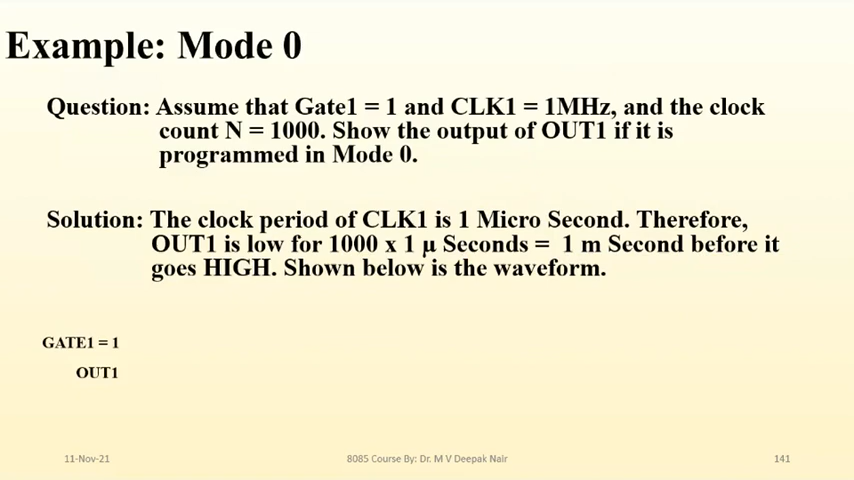 Example: Mode 0
Question: Assume that Gate1 = 1 and CLK1 = 1MHz, and the clock
count N = 1000. Show the output of OUT1 if it is
programmed in Mode 0.
Solution: The clock period of CLK1 is 1 Micro Second. Therefore,
OUT1 is low for 1000 x 1 µ Seconds = 1 m Second before it
goes HIGH. Shown below is the waveform.
GATE1 = 1
OUT1
11-Nov-21 8085 Course By: Dr. M V Deepak Nair 141